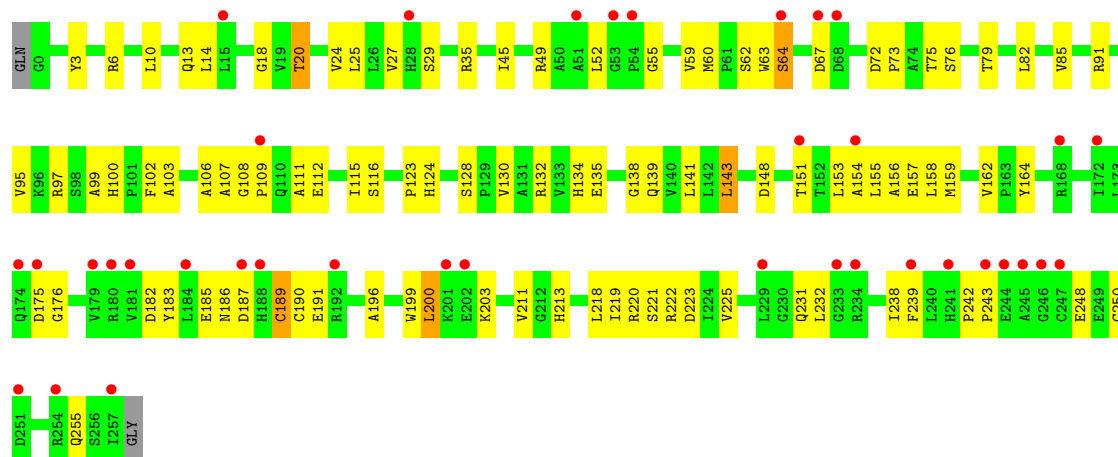 GLN G0 Y3 R6 L10 Q13 L14 L15 G18 V19 T20 V24 L25 L26 V27 H28 S29 R35 I45 R49 A50 A51 L52 G53 P54 G55 V59 M60 P61 S62 W63 S64 D67 D68 D72 P73 A74 T75 S76 T79 L82 V85 R91
V95 K96 R97 S98 A99 H100 P101 F102 A103 A106 A107 G108 P109 Q110 A111 E112 I115 S116 P123 H124 S128 P129 V130 A131 R132 V133 H134 E135 G138 Q139 V140 L141 L142 L143 D148 T151 T152 L153 A154 L155 A156 E157 L158 M159 V162 P163 Y164 R168 I172
Q174 D175 G176 V179 R180 V181 D182 Y183 L184 E185 N186 D187 H188 C189 C190 E191 R192 A196 W199 L200 K201 E202 K203 V211 G212 H213 L218 I219 R220 S221 R222 D223 I224 V225 L229 G230 Q231 L232 G233 R234 I238 F239 L240 H241 P242 P243 E244 A245 G246 C247 E248 E249 C250
D251 R254 Q255 S256 I257 GLY